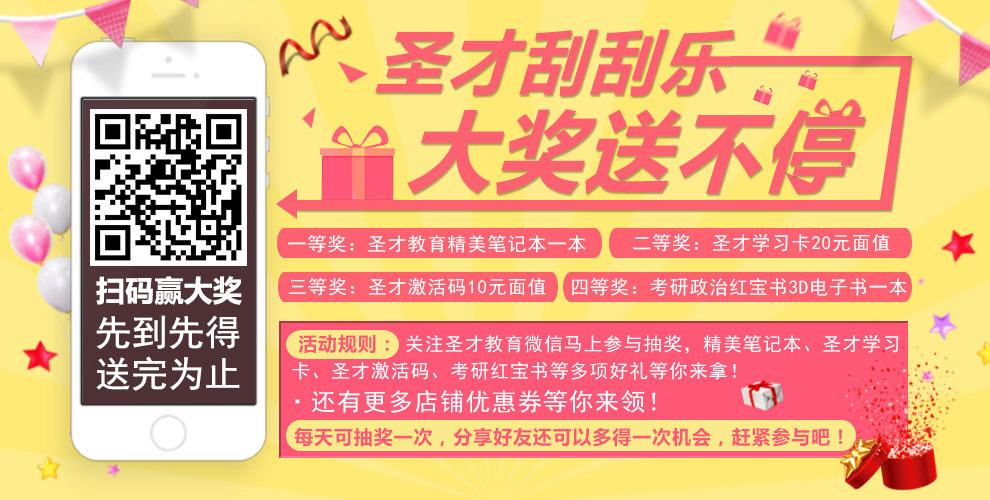 圣才刮刮乐
大奖送不停
扫码赢大奖
先到先得
送完为止
一等奖：圣才教育精美笔记本一本
二等奖：圣才学习卡20元面值
三等奖：圣才激活码10元面值
四等奖：考研政治红宝书3D电子书一本
活动规则：关注圣才教育微信马上参与抽奖，精美笔记本、圣才学习
卡、圣才激活码、考研红宝书等多项好礼等你来拿！
·还有更多店铺优惠券等你来领！
每天可抽奖一次，分享好友还可以多得一次机会，赶紧参与吧！